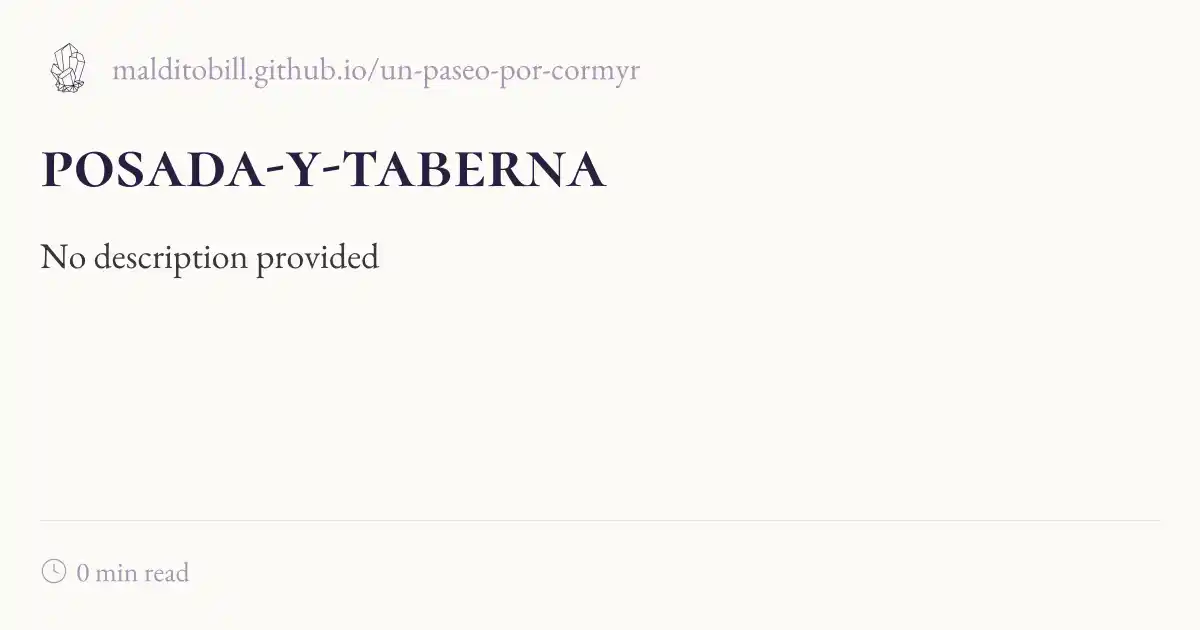 malditobill.github.io/un-paseo-por-cormyr
POSADA-Y-TABERNA
No description provided
0 min read